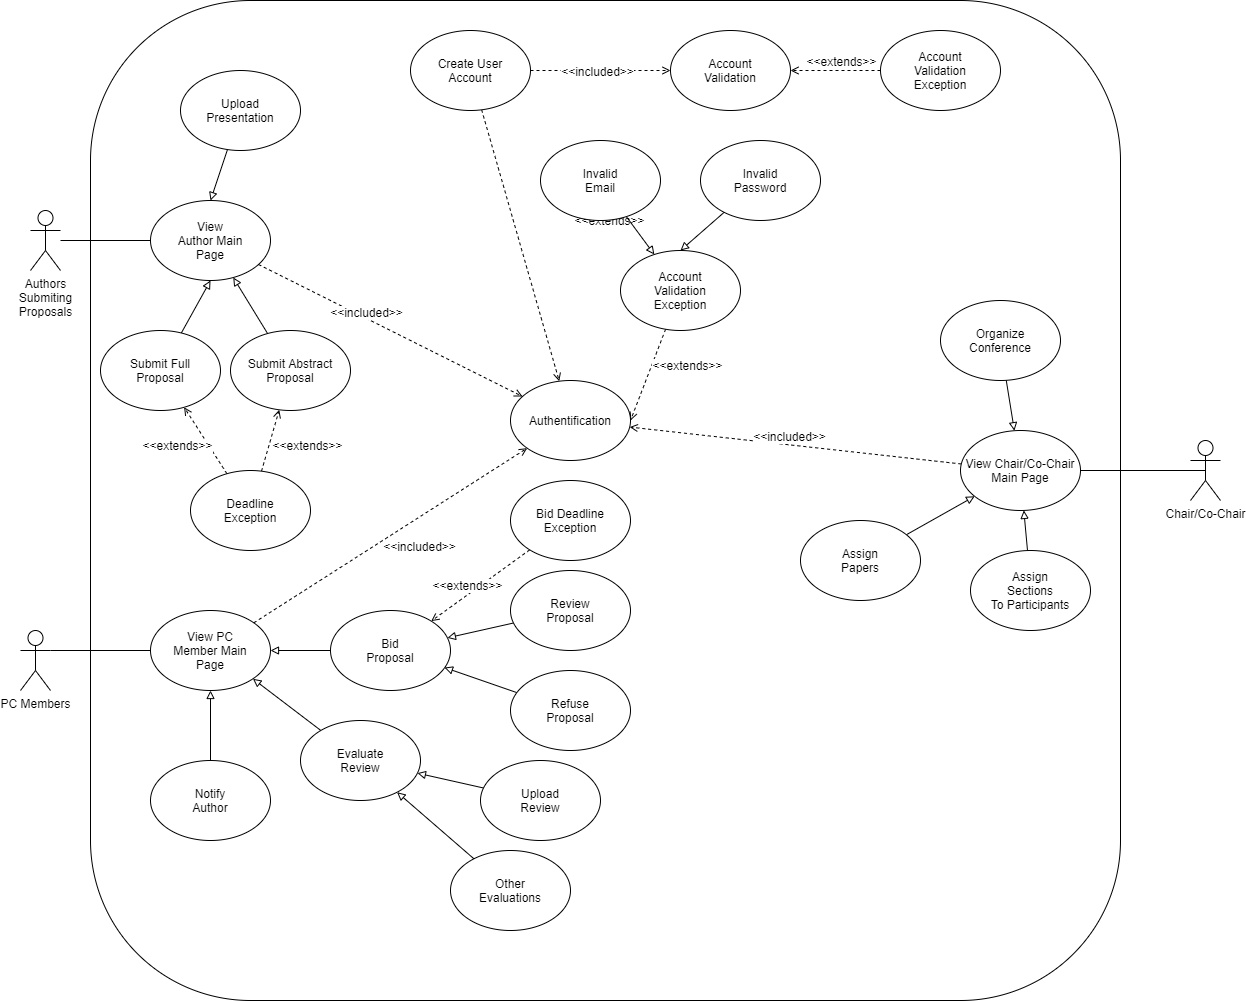 Create User
Account
<<included>>
Account
Validation
<<extends>>
Account
Validation
Exception
Upload
Presentation
Invalid
Email
Invalid
Password
<<extends>>
View
Author Main
Page
Authors
Submiting
Proposals
Account
Validation
Exception
<<included>>
Organize
Conference
Submit Full
Proposal
Submit Abstract
Proposal
<<extends>>
Authentification
<<included>>
<<extends>>
<<extends>>
View Chair/Co-Chair
Main Page
Chair/Co-Chair
Deadline
Exception
Bid Deadline
Exception
<<included>>
Assign
Papers
Assign
Sections
To Participants
<<extends>>
Review
Proposal
View PC
Member Main
Page
Bid
Proposal
PC Members
Refuse
Proposal
Evaluate
Review
Notify
Author
Upload
Review
Other
Evaluations